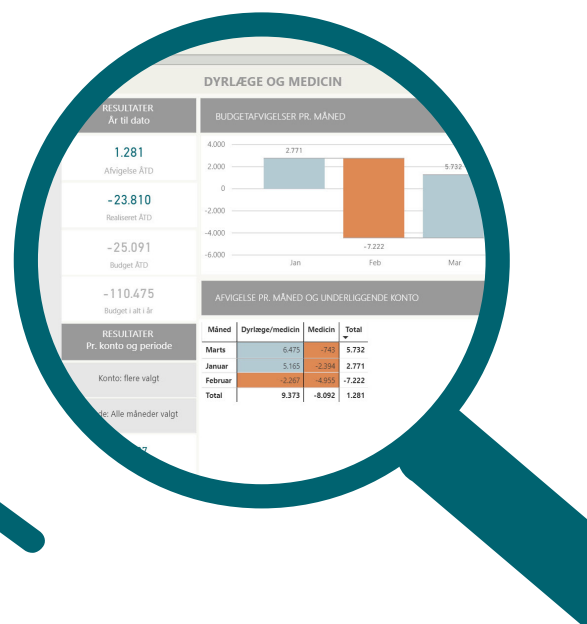 DYRLÆGE OG MEDICIN
RESULTATER
År til dato
1.281
Afvigelse ÅTD
-23.810
Realiseret ÅTD
-25.091
Budget ÅTD
-110.475
Budget i alt i år
RESULTATER
Pr. konto og periode
Konto: flere valgt
de: Alle måneder valgt
BUDGETAFVIGELSER PR. MÅNED
4.000
2.000
0
-2.000
-4.000
-6.000
2.771
-7.222
5.732
Jan Feb Mar
AFVIGELSE PR. MÅNED OG UNDERLIGGENDE KONTO
Måned Dyrlæge/medicin Medicin Total
Marts 6.475 -743 5.732
Januar 5.165 -2.394 2.771
Februar -2.267 -4.955 -7.222
Total 9.373 -8.092 1.281